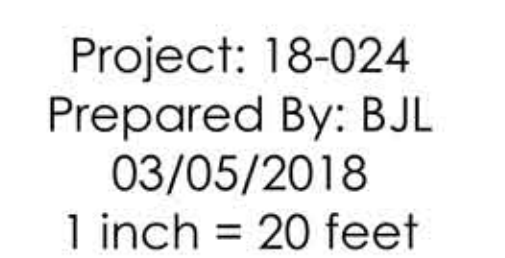 Project: 18-024
Prepared By: BJL
03/05/2018
1 inch = 20 feet